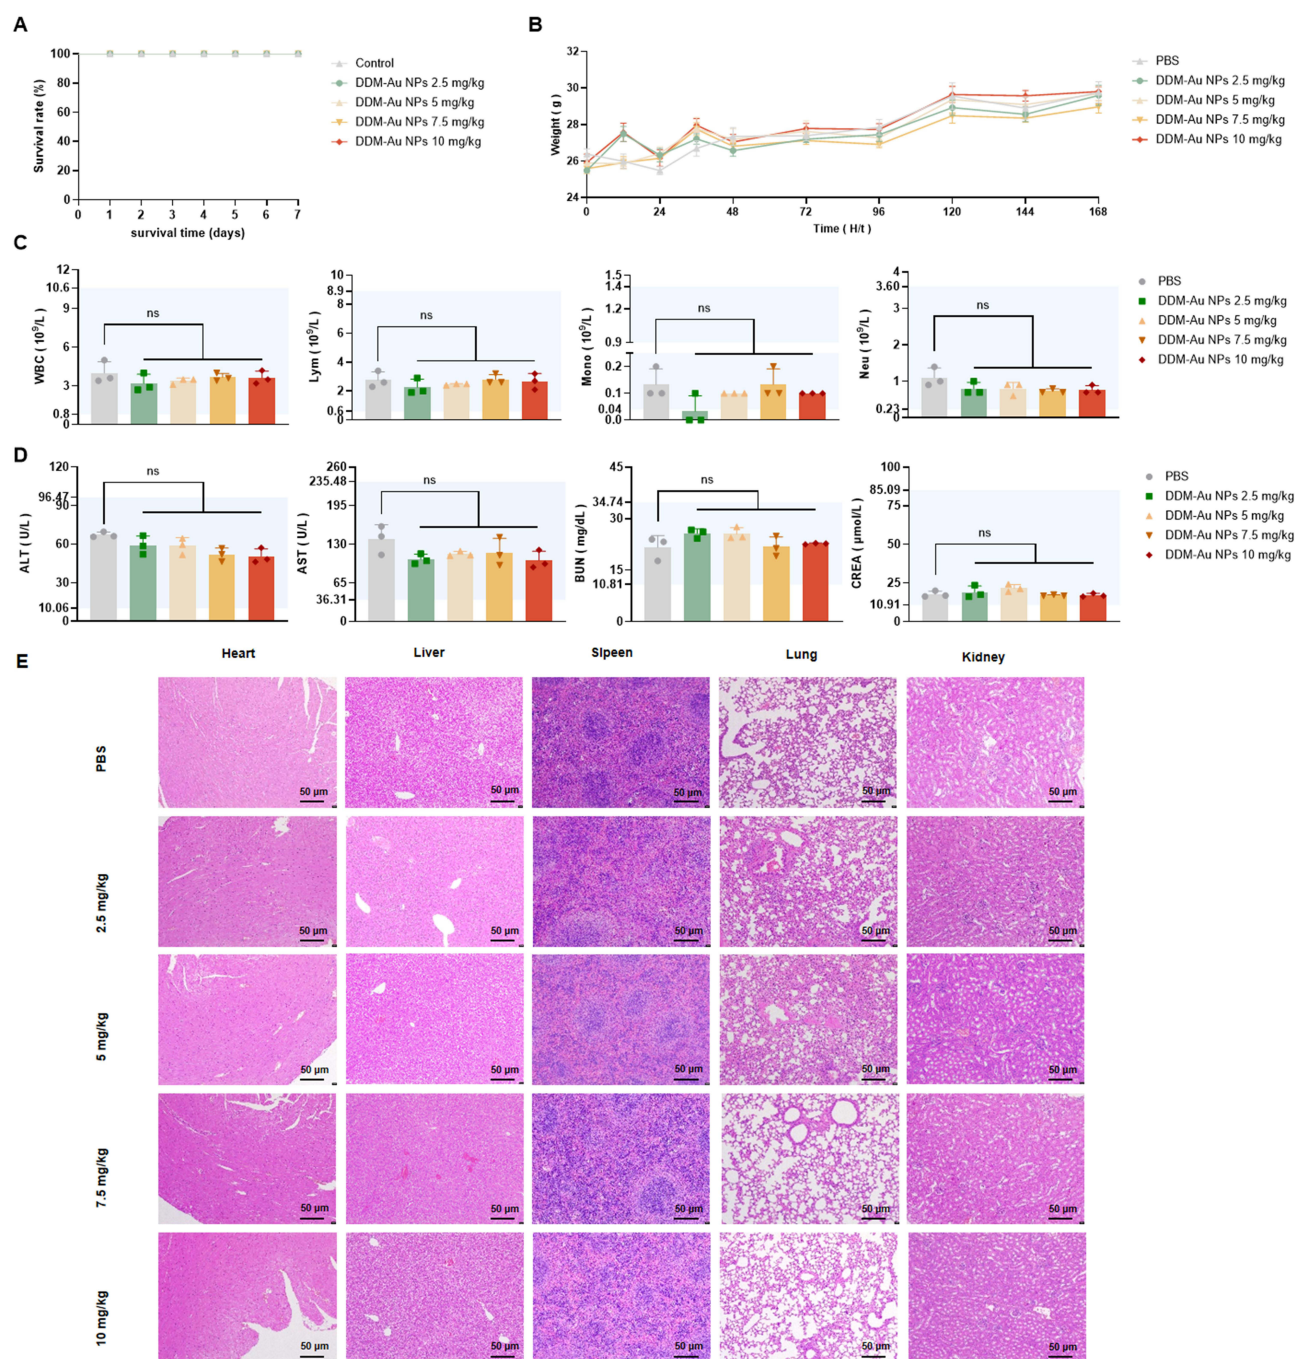 A
100
80
60
40
20
0
Survival rate (%)
0 1 2 3 4 5 6 7
survival time (days)
Control
DDM-Au NPs 2.5 mg/kg
DDM-Au NPs 5 mg/kg
DDM-Au NPs 7.5 mg/kg
DDM-Au NPs 10 mg/kg
B
32
30
28
26
24
Weight ( g )
0 24 48 72 96 120 144 168
Time ( H/t )
PBS
DDM-Au NPs 2.5 mg/kg
DDM-Au NPs 5 mg/kg
DDM-Au NPs 7.5 mg/kg
DDM-Au NPs 10 mg/kg
C
12
10.6
9
6
3
0.8
0
WBC ( 10⁹/L )
ns
10
8.9
8
6
4
2
0.6
0
Lym ( 10⁹/L )
ns
1.5
1.4
1.2
0.9
0.2
0.1
0.04
0.0
Mono ( 10⁹/L )
ns
4
3.60
3
2
1
0.23
0
Neu ( 10⁹/L )
ns
PBS
DDM-Au NPs 2.5 mg/kg
DDM-Au NPs 5 mg/kg
DDM-Au NPs 7.5 mg/kg
DDM-Au NPs 10 mg/kg
D
120
96.47
90
60
30
10.06
0
ALT (U/L)
ns
260
235.48
195
130
65
36.31
0
AST (U/L)
ns
45
34.74
30
15
10.81
0
BUN (mg/dL)
ns
100
85.09
75
50
25
10.91
0
CREA (μmol/L)
ns
PBS
DDM-Au NPs 2.5 mg/kg
DDM-Au NPs 5 mg/kg
DDM-Au NPs 7.5 mg/kg
DDM-Au NPs 10 mg/kg
E
Heart Liver Slpeen Lung Kidney
PBS
50 μm 50 μm 50 μm 50 μm 50 μm
2.5 mg/kg
50 μm 50 μm 50 μm 50 μm 50 μm
5 mg/kg
50 μm 50 μm 50 μm 50 μm 50 μm
7.5 mg/kg
50 μm 50 μm 50 μm 50 μm 50 μm
10 mg/kg
50 μm 50 μm 50 μm 50 μm 50 μm